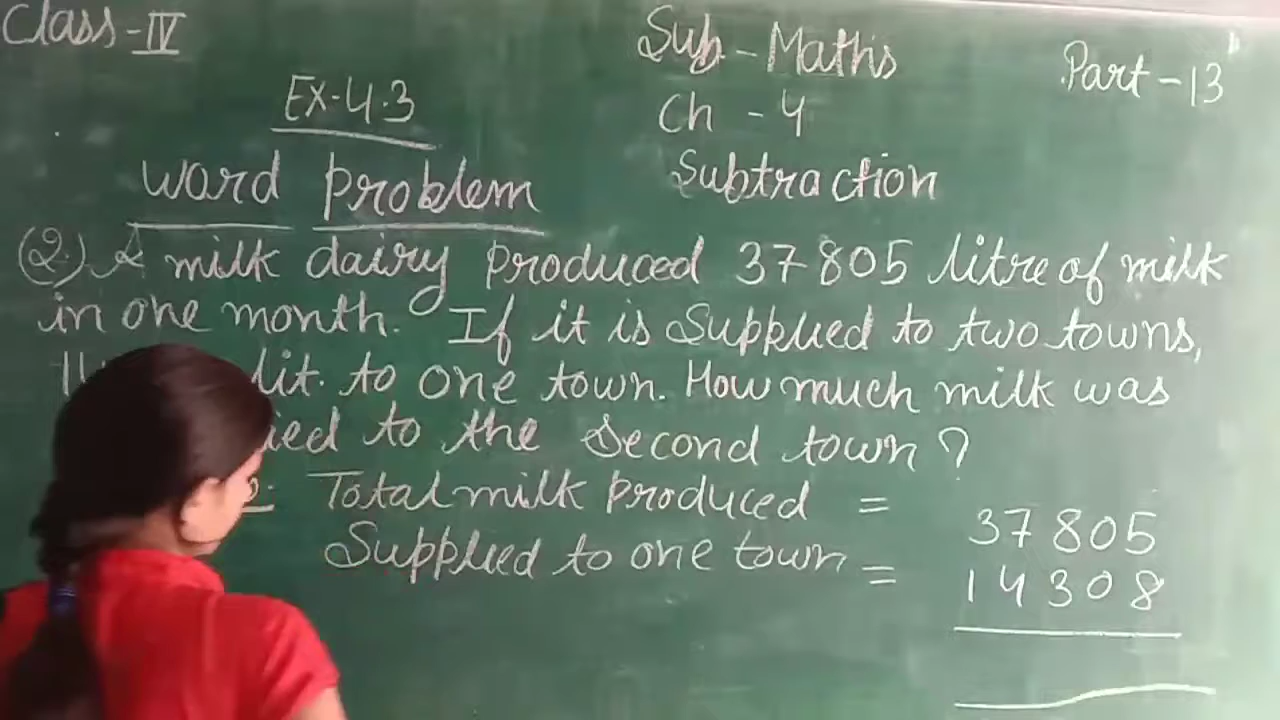 Class-IV
Sub-Maths
Part-13
Ex-4.3
Ch-4
word problem
Subtraction
(2.) A milk dairy produced 37805 litre of milk
in one month. If it is Supplied to two towns,
lit. to one town. How much milk was
to the second town?
Total milk produced = 37805
Supplied to one town = 14308